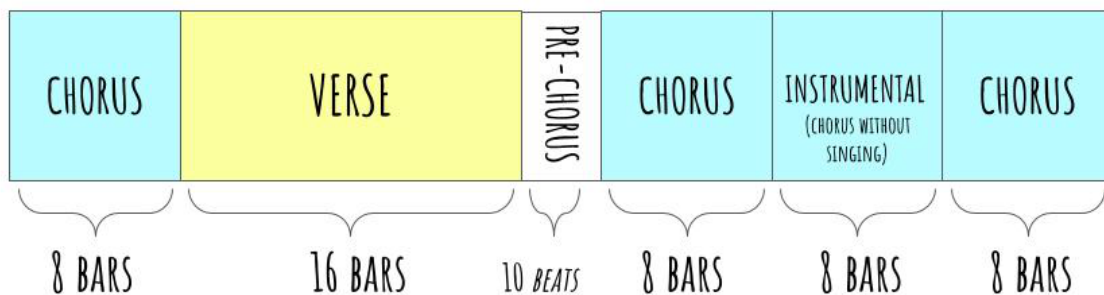 CHORUS
VERSE
PRE-CHORUS
CHORUS
INSTRUMENTAL
(CHORUS WITHOUT
SINGING)
CHORUS
8 BARS
16 BARS
10 BEATS
8 BARS
8 BARS
8 BARS